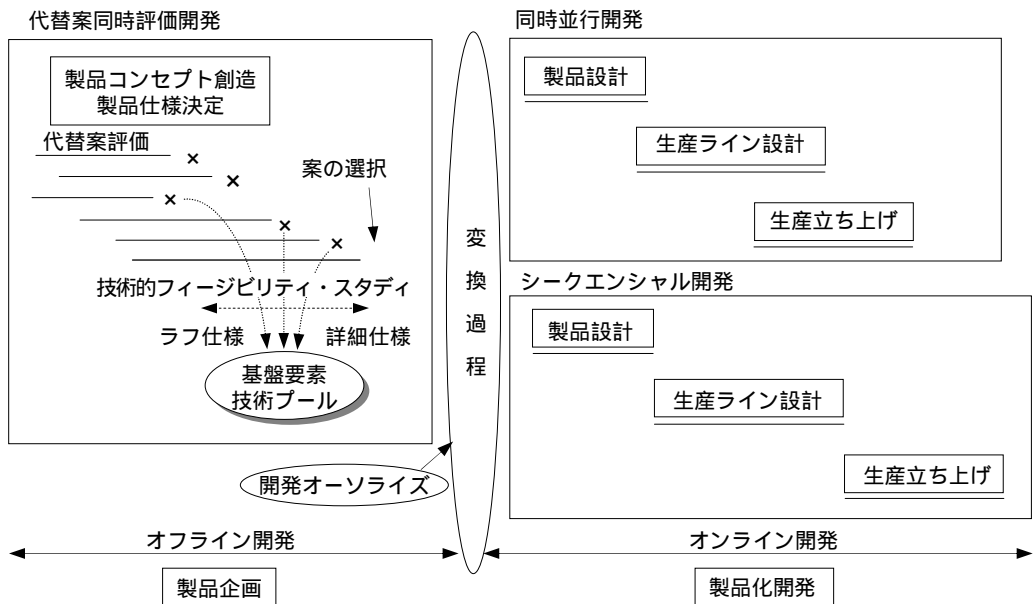 代替案同時評価開発
製品コンセプト創造
製品仕様決定
代替案評価
案の選択
技術的フィージビリティ・スタディ
ラフ仕様
詳細仕様
基盤要素
技術プール
開発オーソライズ
変換過程
同時並行開発
製品設計
生産ライン設計
生産立ち上げ
シークエンシャル開発
製品設計
生産ライン設計
生産立ち上げ
オフライン開発
オンライン開発
製品企画
製品化開発